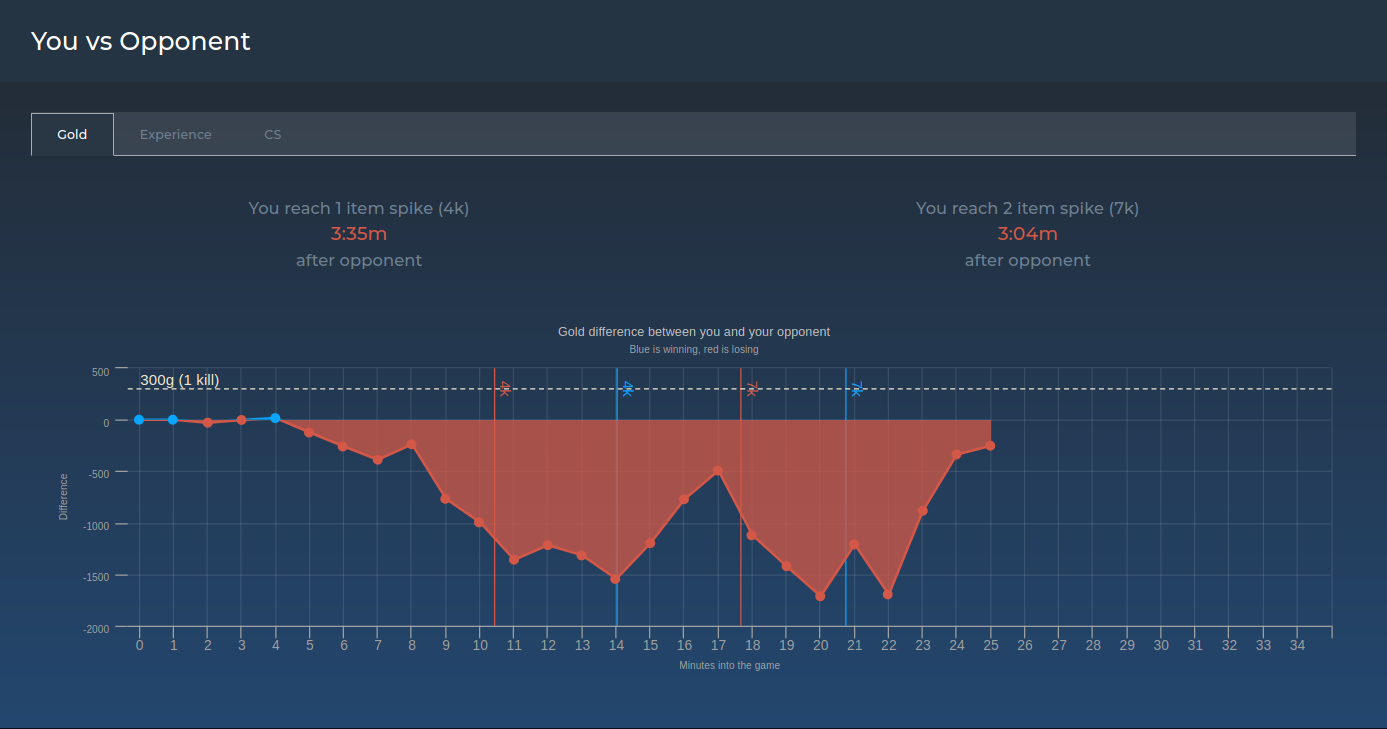 You vs Opponent
Gold Experience CS
You reach 1 item spike (4k)
3:35m
after opponent
You reach 2 item spike (7k)
3:04m
after opponent
Gold difference between you and your opponent
Blue is winning, red is losing
300g (1 kill)
4k 4k 7k 7k
500
0
-500
-1000
-1500
-2000
Difference
0 1 2 3 4 5 6 7 8 9 10 11 12 13 14 15 16 17 18 19 20 21 22 23 24 25 26 27 28 29 30 31 32 33 34
Minutes into the game